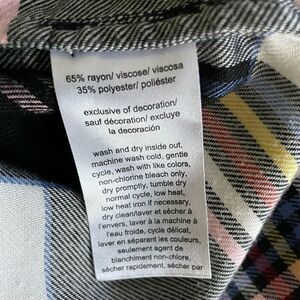 65% rayon/ viscose/ viscosa
35% polyester/ poliéster
exclusive of decoration/
sauf décoration/ excluye
la decoración
wash and dry inside out,
machine wash cold, gentle
cycle, wash with like colors,
non-chlorine bleach only.
dry promptly, tumble dry
normal cycle, low heat,
low heat iron if necessary,
dry clean/laver et sécher à
l'envers, laver à la machine à
l'eau froide, cycle délicat,
laver en séparant les couleurs,
seulement agent de
blanchiment non-chlore.
sécher rapidement, sécher par